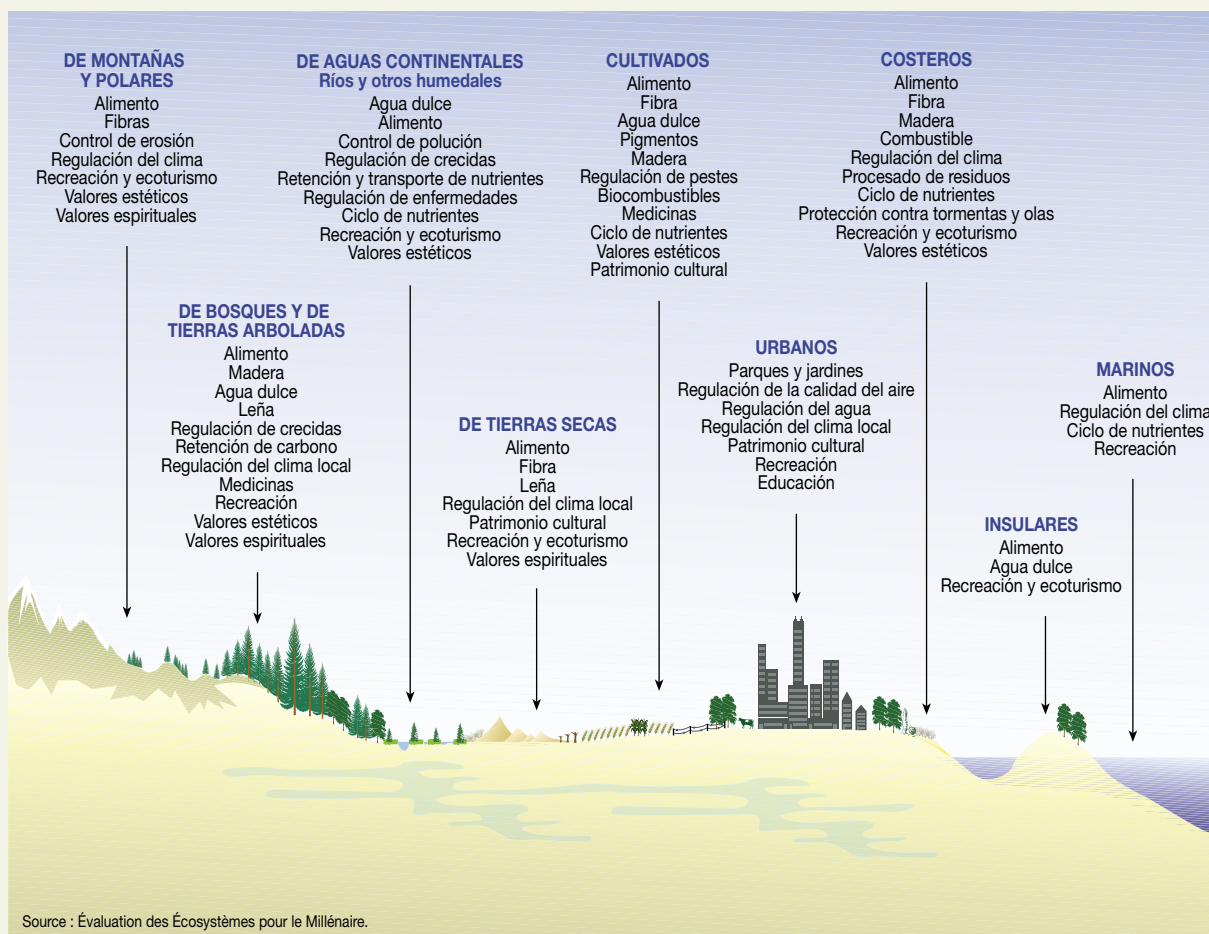 DE MONTAÑAS
Y POLARES
Alimento
Fibras
Control de erosión
Regulación del clima
Recreación y ecoturismo
Valores estéticos
Valores espirituales
DE AGUAS CONTINENTALES
Ríos y otros humedales
Agua dulce
Alimento
Control de polución
Regulación de crecidas
Retención y transporte de nutrientes
Regulación de enfermedades
Ciclo de nutrientes
Recreación y ecoturismo
Valores estéticos
CULTIVADOS
Alimento
Fibra
Agua dulce
Pigmentos
Madera
Regulación de pestes
Biocombustibles
Medicinas
Ciclo de nutrientes
Valores estéticos
Patrimonio cultural
COSTEROS
Alimento
Fibra
Madera
Combustible
Regulación del clima
Procesado de residuos
Ciclo de nutrientes
Protección contra tormentas y olas
Recreación y ecoturismo
Valores estéticos
DE BOSQUES Y DE
TIERRAS ARBOLADAS
Alimento
Madera
Agua dulce
Leña
Regulación de crecidas
Retención de carbono
Regulación del clima local
Medicinas
Recreación
Valores estéticos
Valores espirituales
DE TIERRAS SECAS
Alimento
Fibra
Leña
Regulación del clima local
Patrimonio cultural
Recreación y ecoturismo
Valores espirituales
URBANOS
Parques y jardines
Regulación de la calidad del aire
Regulación del agua
Regulación del clima local
Patrimonio cultural
Recreación
Educación
MARINOS
Alimento
Regulación del clima
Ciclo de nutrientes
Recreación
INSULARES
Alimento
Agua dulce
Recreación y ecoturismo
Source : Évaluation des Écosystèmes pour le Millénaire.